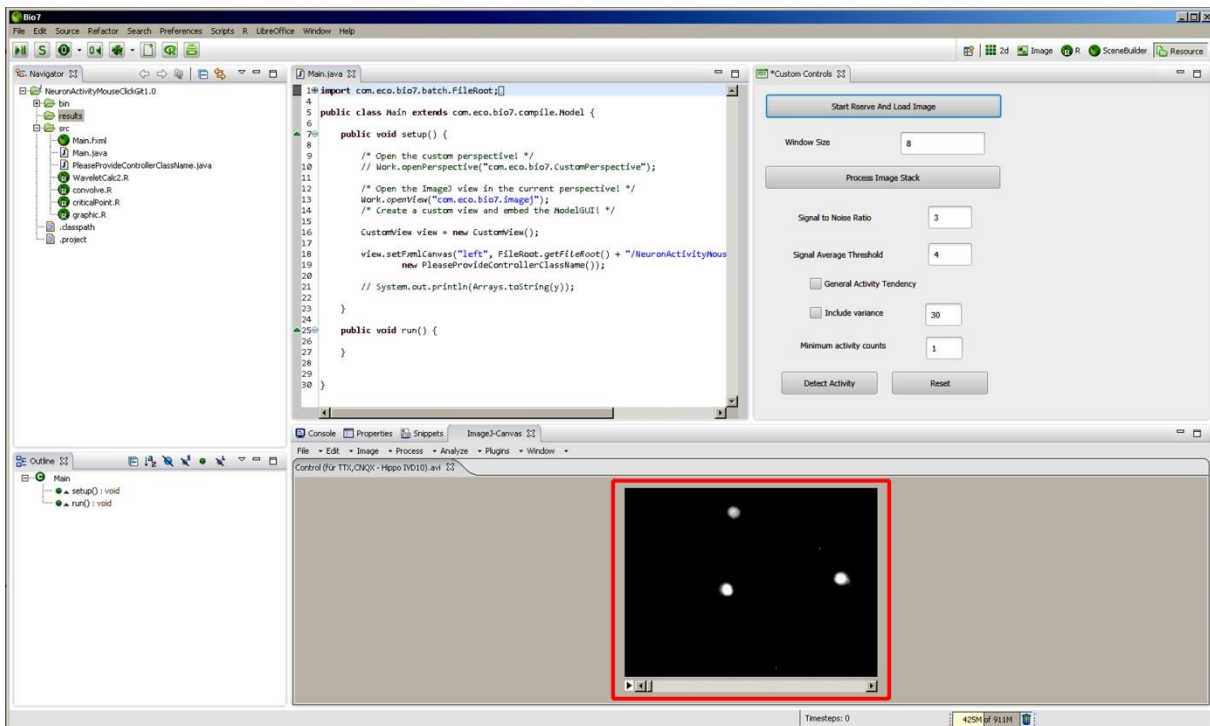 Bio7
File Edit Source Refactor Search Preferences Scripts R LibreOffice Window Help
2d Image R SceneBuilder Resource
Navigator
NeuronActivityMouseClickGit1.0
bin
results
src
Main.fxml
Main.java
PleaseProvideControllerClassName.java
WaveletCalc2.R
convolve.R
criticalPoint.R
graphic.R
.classpath
.project
Outline
Main
setup() : void
run() : void
Main.java
1 import com.eco.bio7.batch.FileRoot;
4
5 public class Main extends com.eco.bio7.compile.Model {
6
7 public void setup() {
8
9 /* Open the custom perspective! */
10 // Work.openPerspective("com.eco.bio7.CustomPerspective");
11
12 /* Open the ImageJ view in the current perspective! */
13 Work.openView("com.eco.bio7.imagej");
14 /* Create a custom view and embed the ModelGUI! */
15
16 CustomView view = new CustomView();
17
18 view.setFxmlCanvas("left", FileRoot.getFileRoot() + "/NeuronActivityMous
19 new PleaseProvideControllerClassName());
20
21 // System.out.println(Arrays.toString(y));
22
23 }
24
25 public void run() {
26
27 }
28
29
30 }
*Custom Controls
Start Rserve And Load Image
Window Size 8
Process Image Stack
Signal to Noise Ratio 3
Signal Average Threshold 4
General Activity Tendency
Include variance 30
Minimum activity counts 1
Detect Activity Reset
Console Properties Snippets ImageJ-Canvas
File Edit Image Process Analyze Plugins Window
Control (für TTX,CNQX - Hippo IVD10).avi
Timesteps: 0
425M of 911M